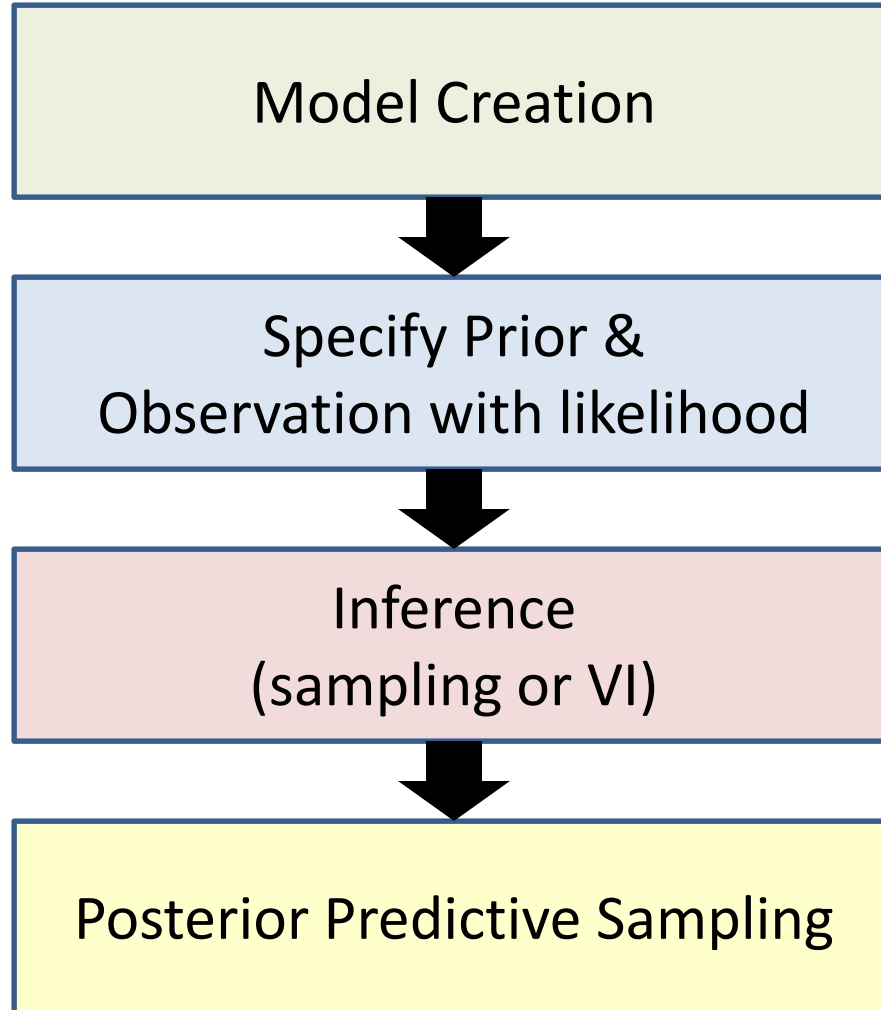 Model Creation
Specify Prior &
Observation with likelihood
Inference
(sampling or VI)
Posterior Predictive Sampling